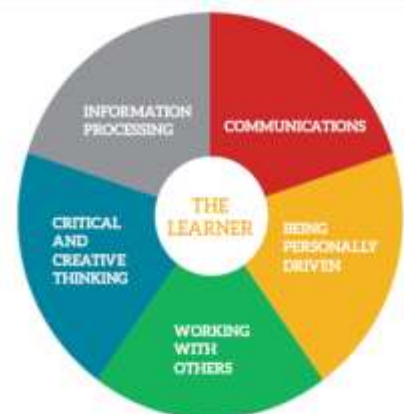 INFORMATION
PROCESSING
COMMUNICATIONS
THE
LEARNER
CRITICAL
AND
CREATIVE
THINKING
BEING
PERSONALLY
DRIVEN
WORKING
WITH
OTHERS